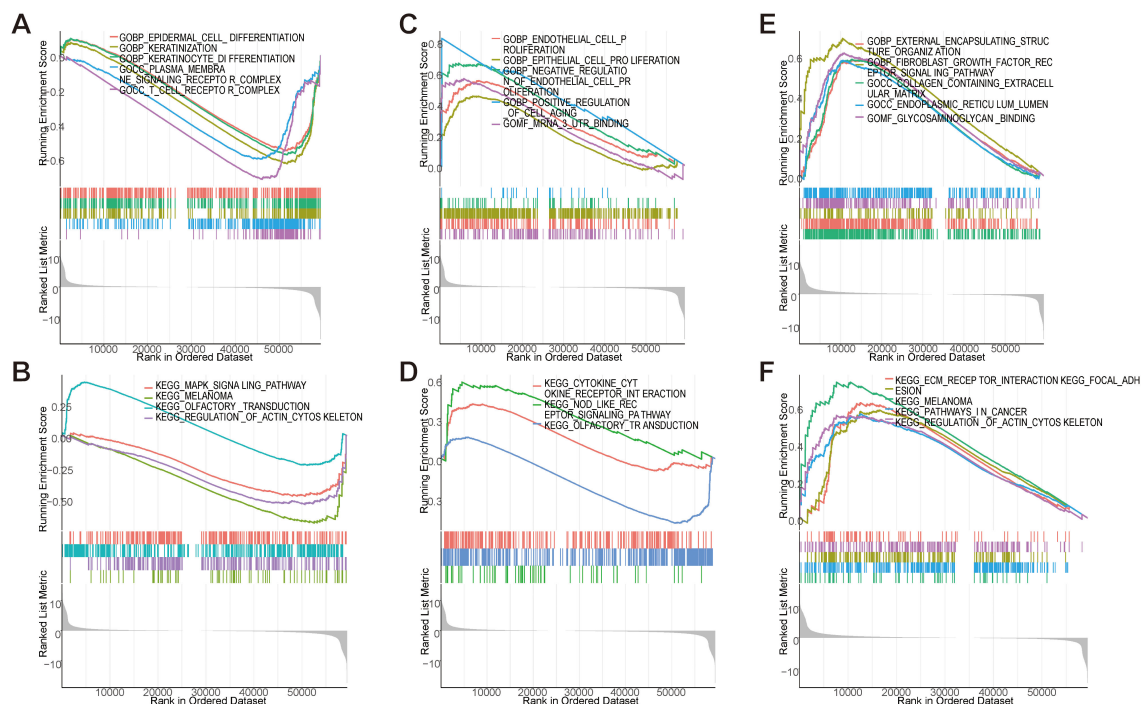 A
GOBP_EPIDERMAL_CELL_ DIFFERENTIATION
GOBP_KERATINIZATION
GOBP_KERATINOCYTE_DI FFERENTIATION
GOCC_PLASMA_MEMBRA
NE_SIGNALING_RECEPTO R_COMPLEX
GOCC_T_CELL_RECEPTO R_COMPLEX
Running Enrichment Score
Ranked List Metric
10
0
−10
10000
20000
30000
40000
50000
Rank in Ordered Dataset
C
GOBP_ENDOTHELIAL_CELL_P
ROLIFERATION
GOBP_EPITHELIAL_CELL_PRO LIFERATION
GOBP_NEGATIVE_REGULATIO
N_OF_ENDOTHELIAL_CELL_PR
OLIFERATION
GOBP_POSITIVE_REGULATION
_OF_CELL_AGING
GOMF_MRNA_3_UTR_BINDING
Running Enrichment Score
0.8
0.6
0.4
0.2
0.0
Ranked List Metric
10
0
−10
10000
20000
30000
40000
50000
Rank in Ordered Dataset
E
GOBP_EXTERNAL_ENCAPSULATING_STRUC
TURE_ORGANIZ ATION
GOBP_FIBROBLAST_GROWTH_FACTOR_REC
EPTOR_SIGNAL ING_PATHWAY
GOCC_COLLAGEN_CONTAINING_EXTRACELL
ULAR_MATRIX
GOCC_ENDOPLASMIC_RETICU LUM_LUMEN
GOMF_GLYCOSAMNOGLYCAN _BINDING
Running Enrichment Score
0.6
0.4
0.2
0.0
Ranked List Metric
10
0
−10
10000
20000
30000
40000
50000
Rank in Ordered Dataset
B
KEGG_MAPK_SIGNA LING_PATHWAY
KEGG_MELANOMA
KEGG_OLFACTORY_TRANSDUCTION
KEGG_REGULATION_OF_ACTIN_CYTOS KELETON
Running Enrichment Score
0.25
0.00
−0.25
−0.50
Ranked List Metric
10
0
−10
10000
20000
30000
40000
50000
Rank in Ordered Dataset
D
KEGG_CYTOKINE_CYT
OKINE_RECEPTOR_INT ERACTION
KEGG_NOD_LIKE_REC
EPTOR_SIGNALING_PA THWAY
KEGG_OLFACTORY_TR ANSDUCTION
Running Enrichment Score
0.6
0.3
0.0
0.3
Ranked List Metric
10
0
−10
10000
20000
30000
40000
50000
Rank in Ordered Dataset
F
KEGG_ECM_RECEP TOR_INTERACTION KEGG_FOCAL_ADH
ESION
KEGG_MELANOMA
KEGG_PATHWAYS_I N_CANCER
KEGG_REGULATION_OF_ACTIN_CYTOS KELETON
Running Enrichment Score
0.6
0.4
0.2
0.0
Ranked List Metric
10
0
−10
10000
20000
30000
40000
50000
Rank in Ordered Dataset